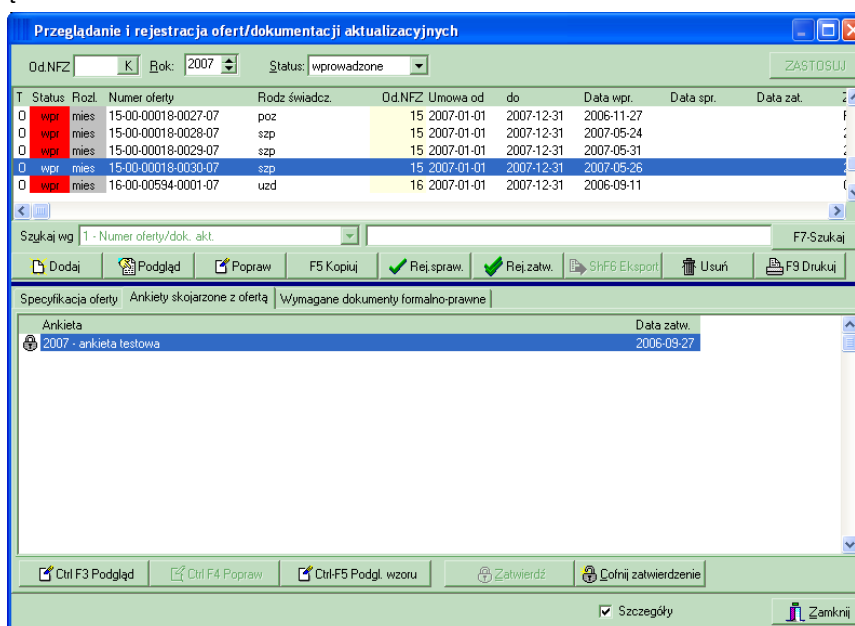 Przeglądanie i rejestracja ofert/dokumentacji aktualizacyjnych
Od.NFZ K Rok: 2007 Status: wprowadzone ZASTOSUJ
T Status Rozl. Numer oferty Rodz świadcz. Od.NFZ Umowa od do Data wpr. Data spr. Data zat.
O wpr mies 15-00-00018-0027-07 poz 15 2007-01-01 2007-12-31 2006-11-27
O wpr mies 15-00-00018-0028-07 szp 15 2007-01-01 2007-12-31 2007-05-24
O wpr mies 15-00-00018-0029-07 szp 15 2007-01-01 2007-12-31 2007-05-31
O wpr mies 15-00-00018-0030-07 szp 15 2007-01-01 2007-12-31 2007-05-26
O wpr mies 16-00-00594-0001-07 uzd 16 2007-01-01 2007-12-31 2006-09-11
Szukaj wg 1 - Numer oferty/dok. akt. F7-Szukaj
Dodaj Podgląd Popraw F5 Kopiuj Rej.spraw. Rej.zatw. ShF6 Eksport Usuń F9 Drukuj
Specyfikacja oferty Ankiety skojarzone z ofertą Wymagane dokumenty formalno-prawne
Ankieta Data zatw.
2007 - ankieta testowa 2006-09-27
Ctrl F3 Podgląd Ctrl F4 Popraw Ctrl-F5 Podgl. wzoru Zatwierdź Cofnij zatwierdzenie
Szczegóły Zamknij